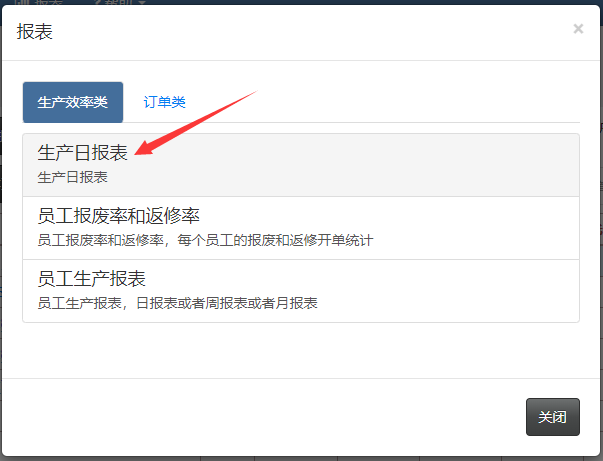 报表
×
生产效率类
订单类
生产日报表
生产日报表
员工报废率和返修率
员工报废率和返修率，每个员工的报废和返修开单统计
员工生产报表
员工生产报表，日报表或者周报表或者月报表
关闭